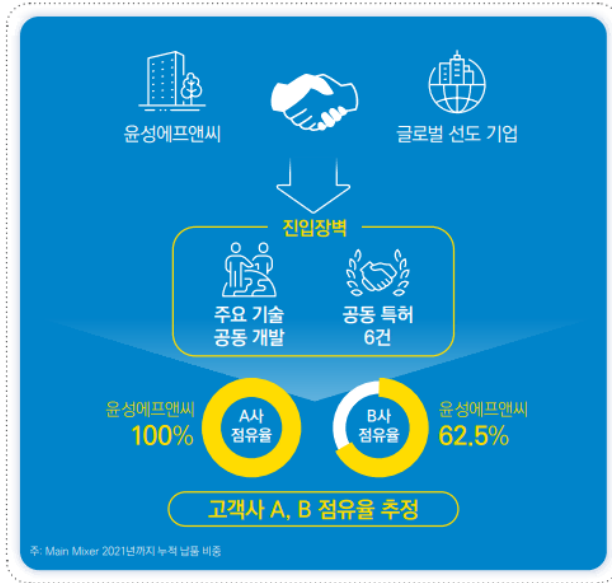 윤성에프앤씨
글로벌 선도 기업
진입장벽
주요 기술
공동 개발
공동 특허
6건
윤성에프앤씨
100%
A사
점유율
B사
점유율
윤성에프앤씨
62.5%
고객사 A, B 점유율 추정
주: Main Mixer 2021년까지 누적 납품 비중